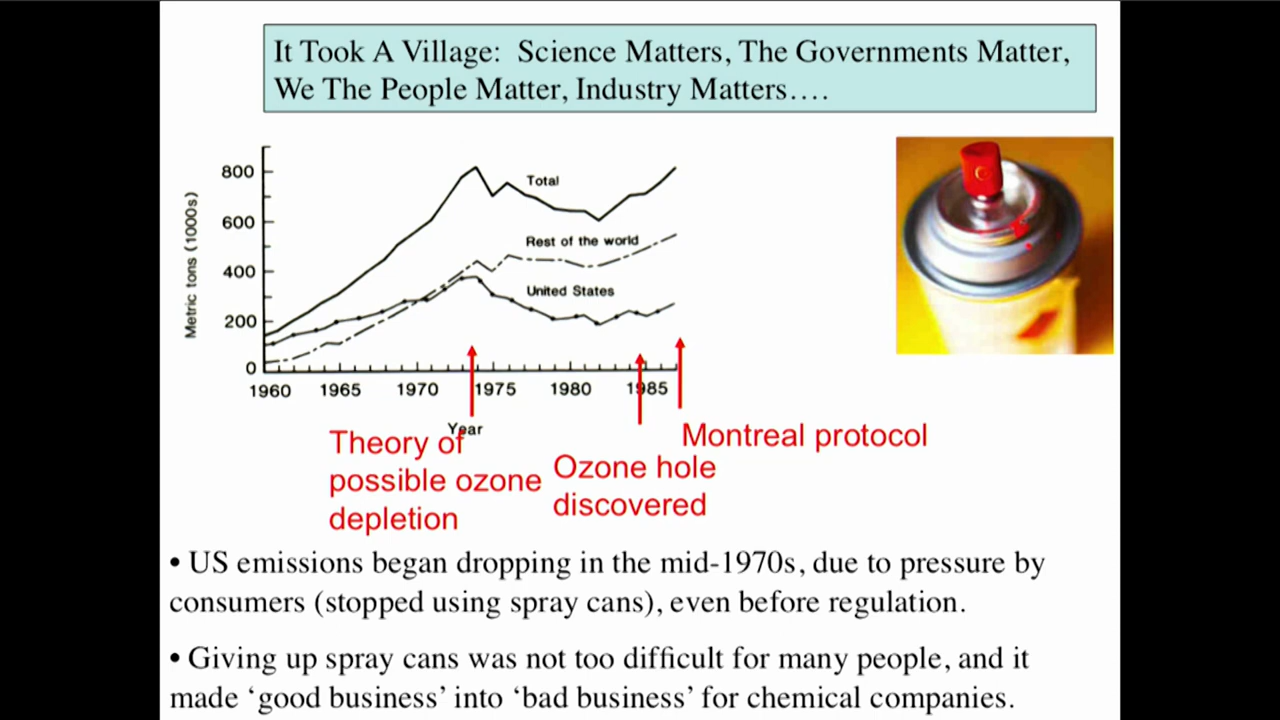 It Took A Village: Science Matters, The Governments Matter,
We The People Matter, Industry Matters….
Metric tons (1000s)
800
600
400
200
0
Total
Rest of the world
United States
1960 1965 1970 1975 1980 1985
Year
Theory of
possible ozone
depletion
Ozone hole
discovered
Montreal protocol
• US emissions began dropping in the mid-1970s, due to pressure by
consumers (stopped using spray cans), even before regulation.
• Giving up spray cans was not too difficult for many people, and it
made ‘good business’ into ‘bad business’ for chemical companies.